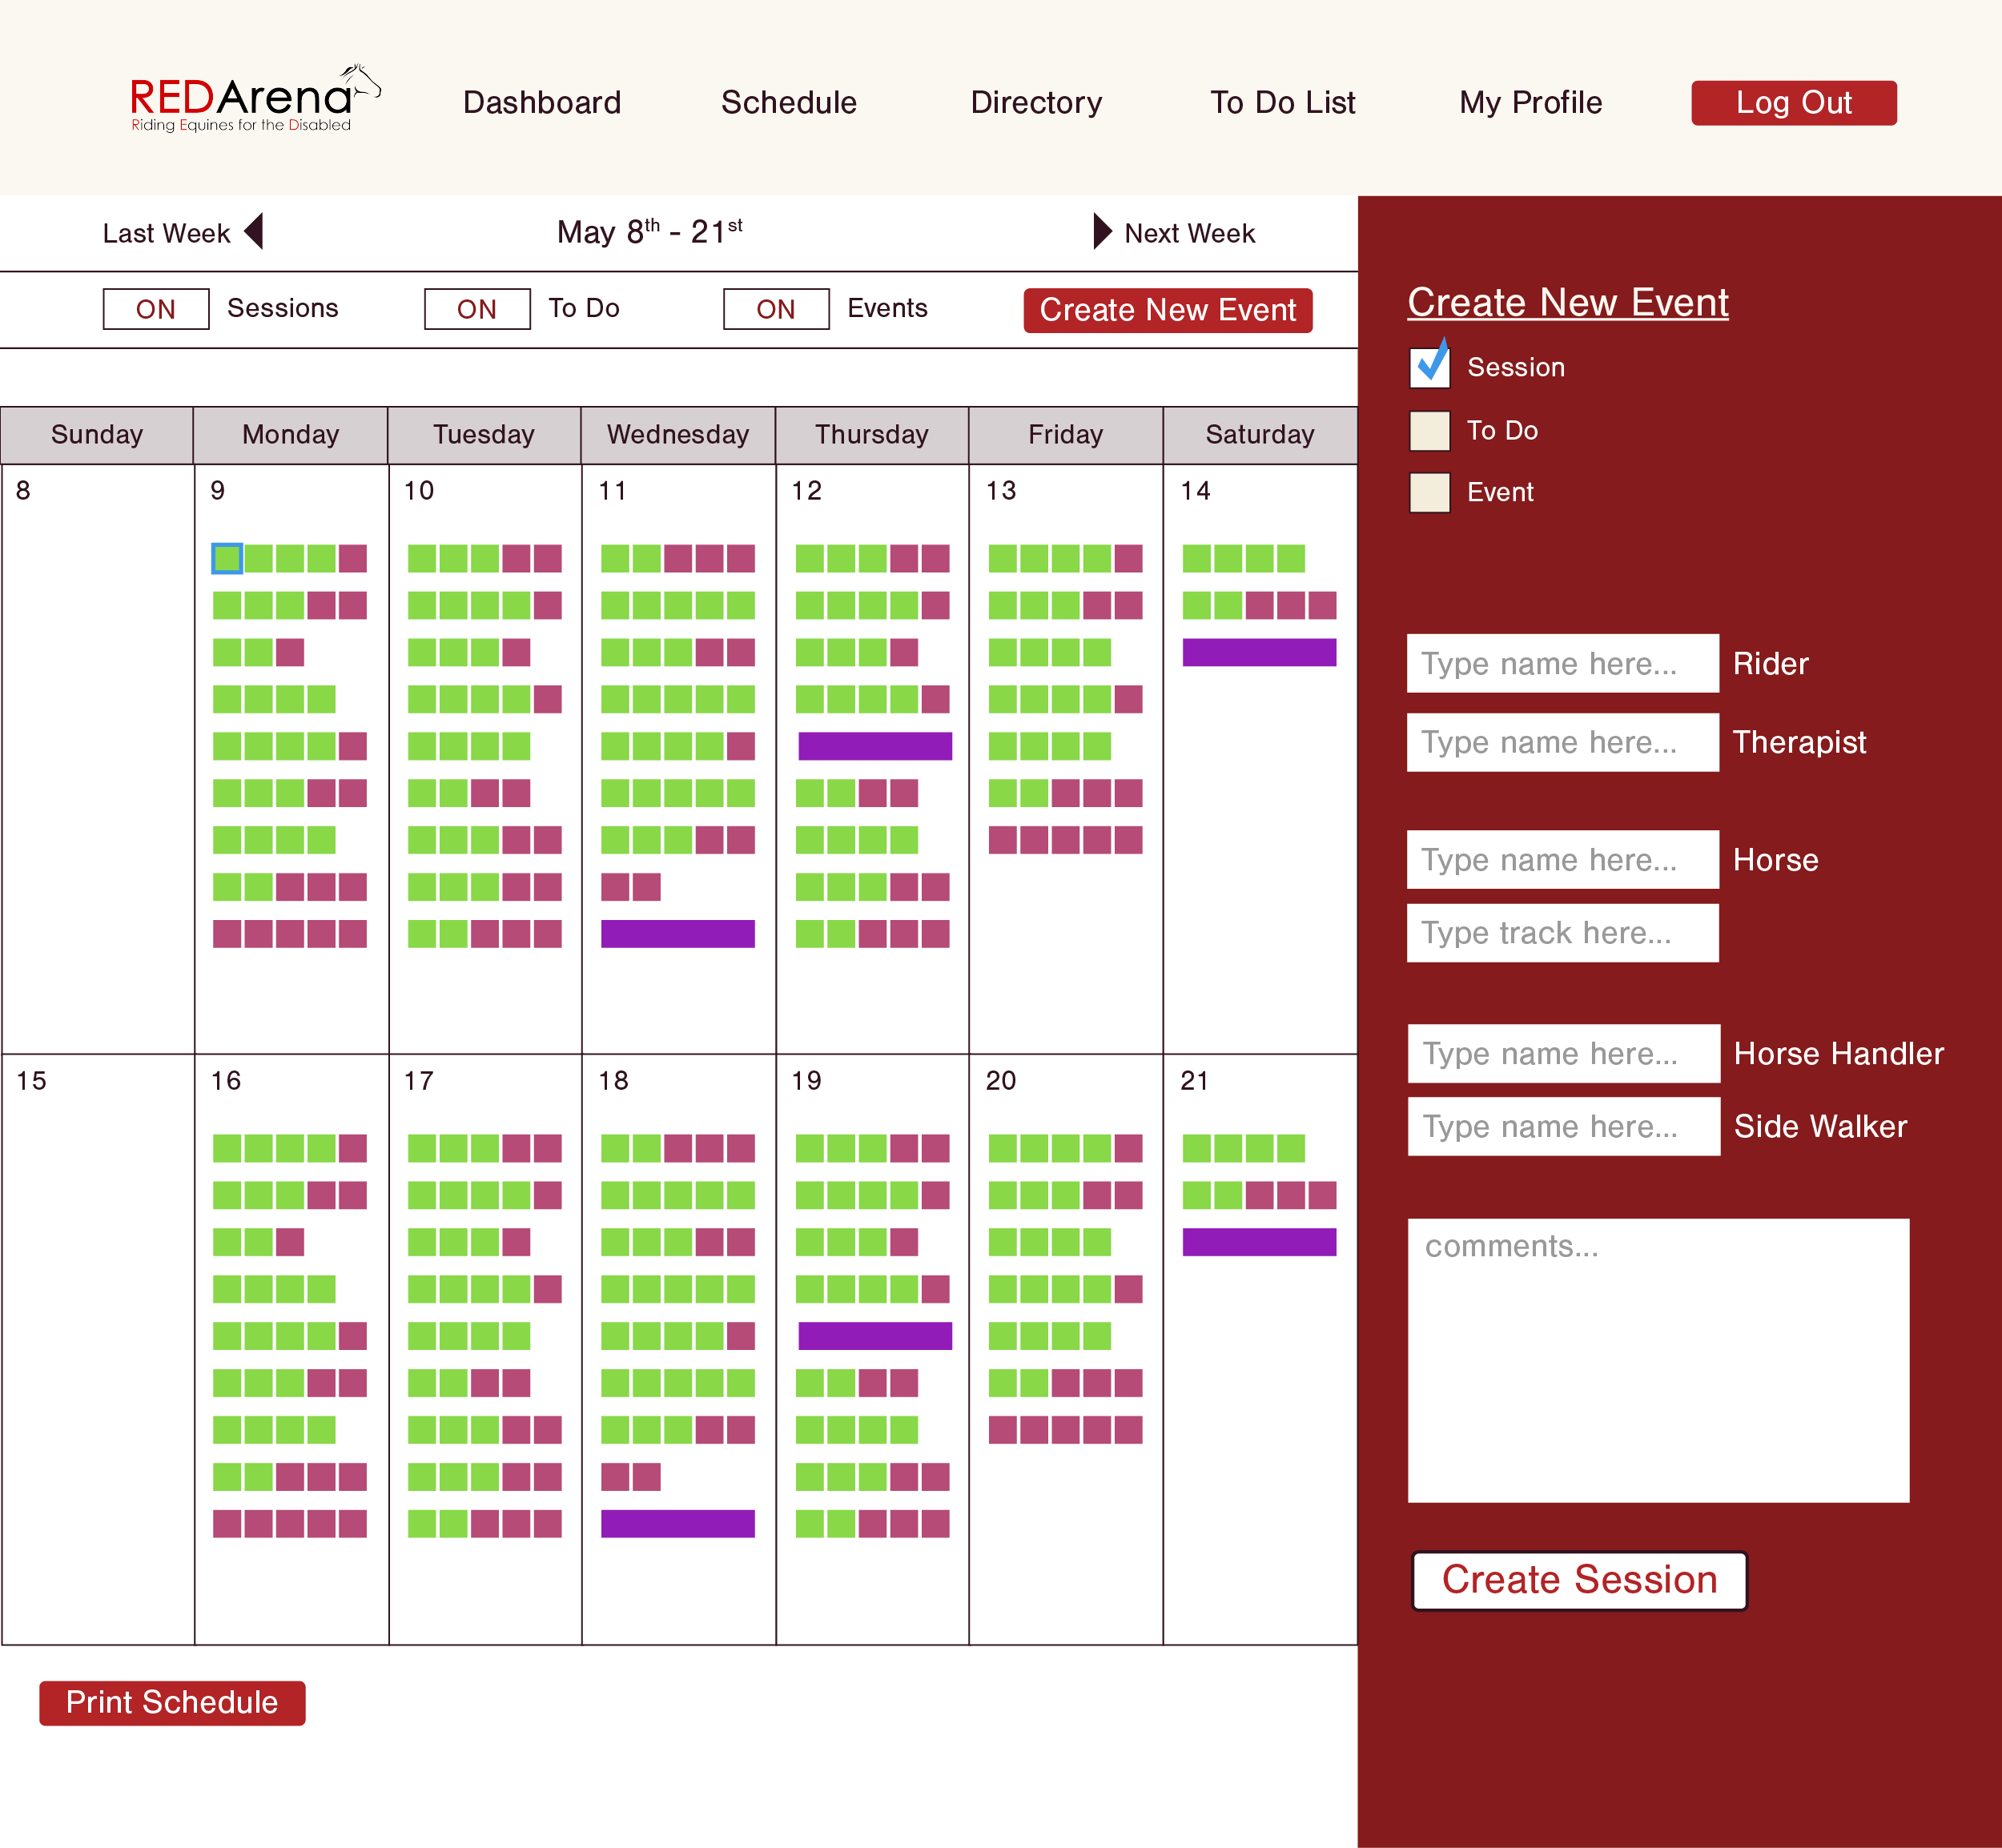 REDArena
Riding Equines for the Disabled
Dashboard
Schedule
Directory
To Do List
My Profile
Log Out
Last Week
May 8th - 21st
Next Week
ON Sessions
ON To Do
ON Events
Create New Event
Sunday
Monday
Tuesday
Wednesday
Thursday
Friday
Saturday
8
9
10
11
12
13
14
15
16
17
18
19
20
21
Print Schedule
Create New Event
Session
To Do
Event
Type name here... Rider
Type name here... Therapist
Type name here... Horse
Type track here...
Type name here... Horse Handler
Type name here... Side Walker
comments...
Create Session